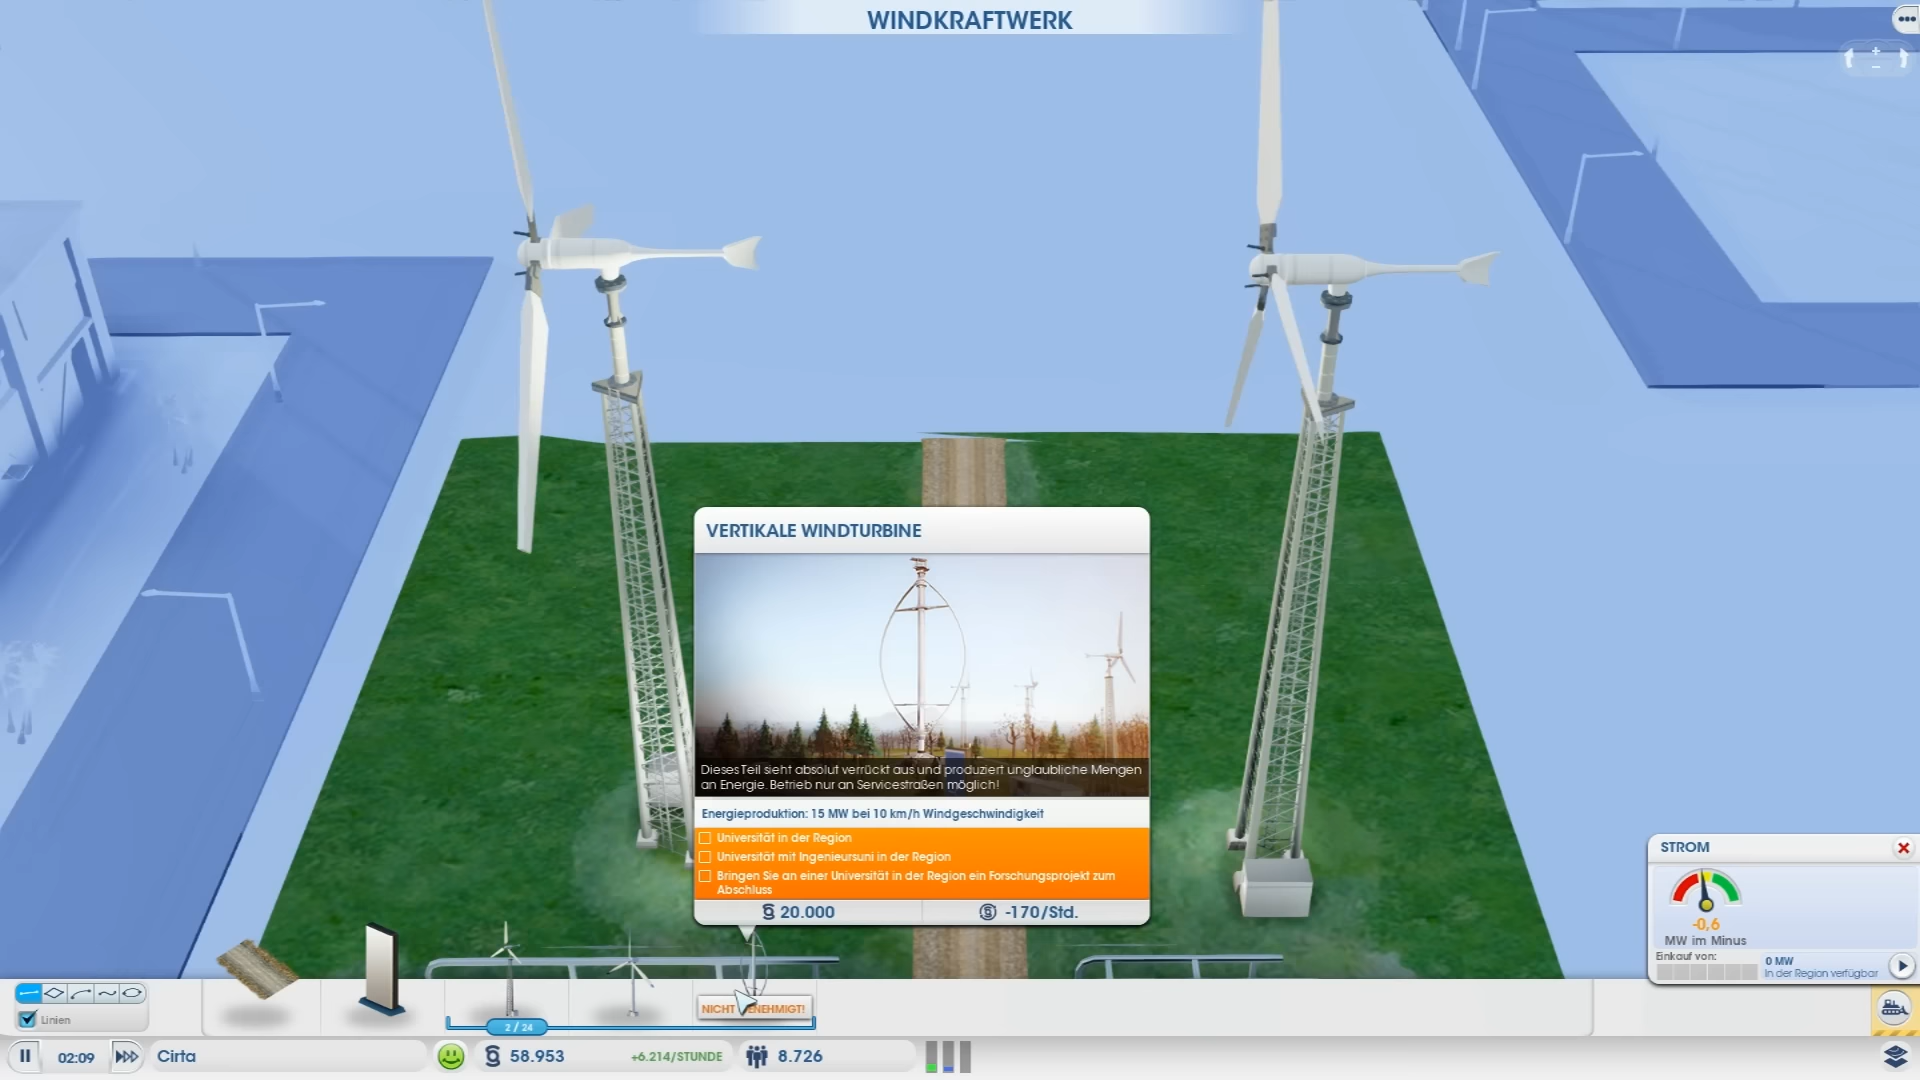 WINDKRAFTWERK
VERTIKALE WINDTURBINE
Dieses Teil sieht absolut verrückt aus und produziert unglaubliche Mengen
an Energie. Betrieb nur an Servicestraßen möglich!
Energieproduktion: 15 MW bei 10 km/h Windgeschwindigkeit
Universität in der Region
Universität mit Ingenieursuni in der Region
Bringen Sie an einer Universität in der Region ein Forschungsprojekt zum
Abschluss
20.000
-170/Std.
STROM
-0,6
MW im Minus
Einkauf von:
0 MW
In der Region verfügbar
Linien
NICHT
ENEHMIGT!
2 / 24
02:09
Cirta
58.953
+6.214/STUNDE
8.726